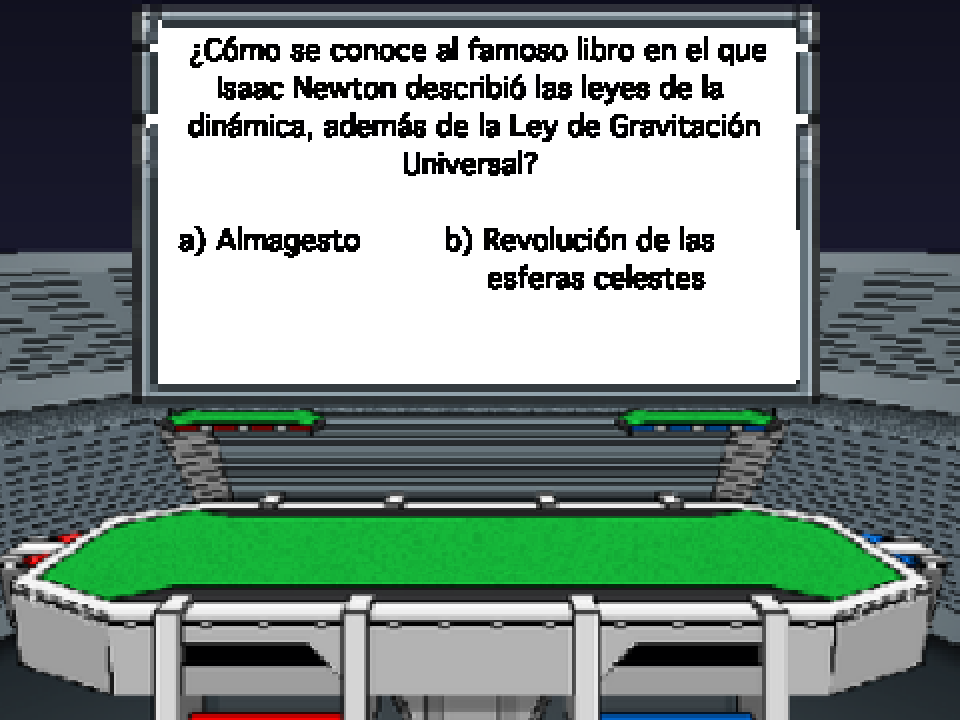 ¿Cómo se conoce al famoso libro en el que
Isaac Newton describió las leyes de la
dinámica, además de la Ley de Gravitación
Universal?
a) Almagesto b) Revolución de las
esferas celestes